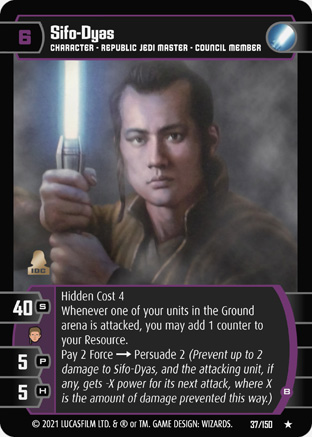 6
Sifo-Dyas
CHARACTER - REPUBLIC JEDI MASTER - COUNCIL MEMBER
IDC
40 S
5 P
5 H
Hidden Cost 4
Whenever one of your units in the Ground
arena is attacked, you may add 1 counter to
your Resource.
Pay 2 Force → Persuade 2 (Prevent up to 2
damage to Sifo-Dyas, and the attacking unit, if
any, gets -X power for its next attack, where X
is the amount of damage prevented this way.)
B
© 2021 LUCASFILM LTD. & ® or TM. GAME DESIGN: WIZARDS.
37/150 ★